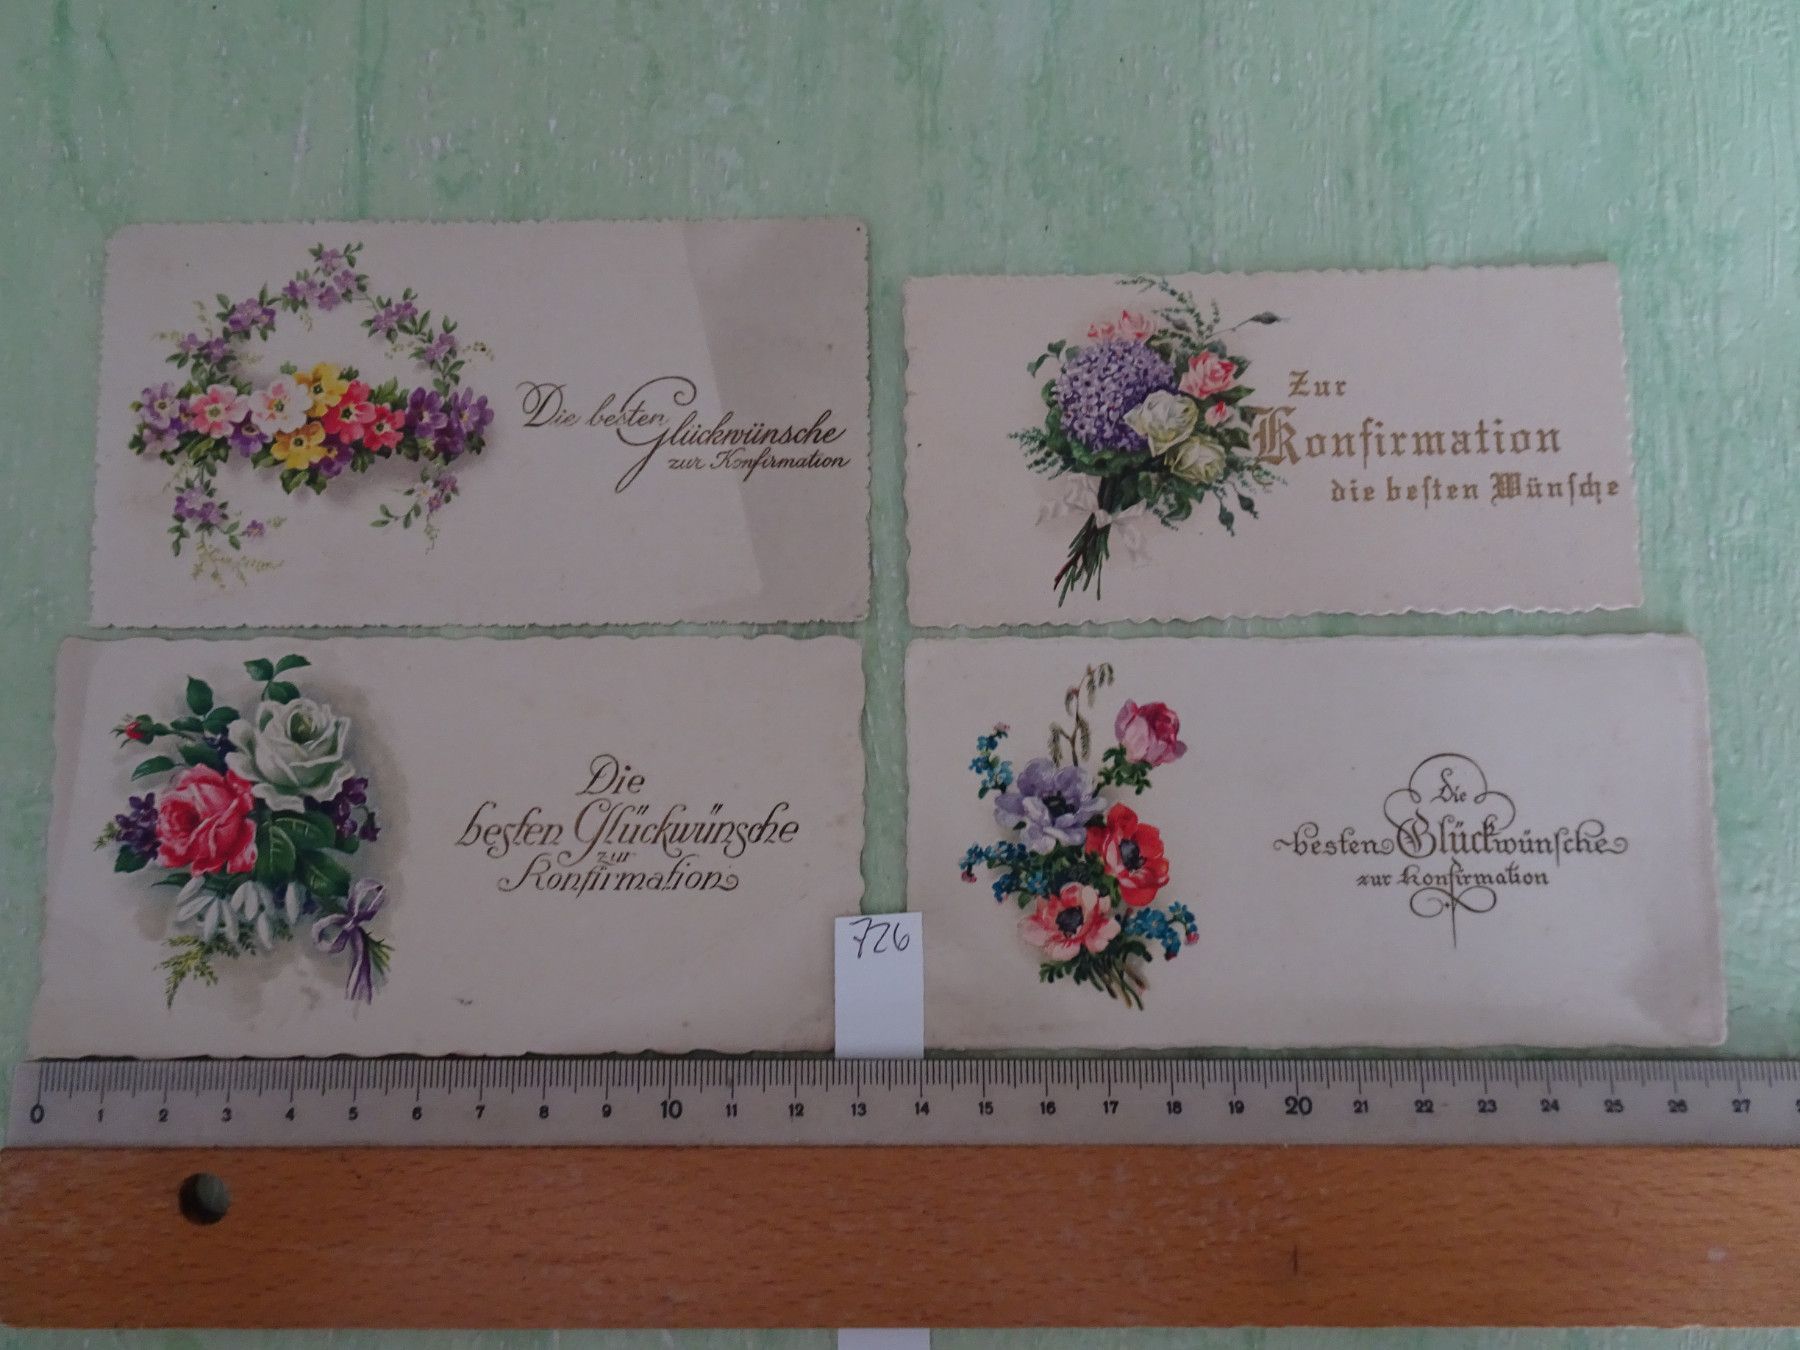 Die besten
Glückwünsche
zur Konfirmation
Zur
Konfirmation
die besten Wünsche
Die
besten Glückwünsche
zur
Konfirmation
Die
besten Glückwünsche
zur Konfirmation
726
0 1 2 3 4 5 6 7 8 9 10 11 12 13 14 15 16 17 18 19 20 21 22 23 24 25 26 27